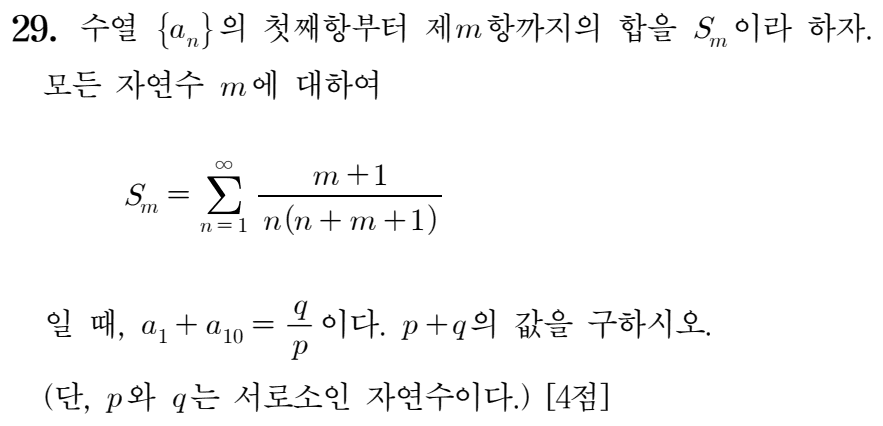 29. 수열 {aₙ}의 첫째항부터 제m항까지의 합을 Sₘ이라 하자.
모든 자연수 m에 대하여
Sₘ = ∑_{n=1}^{∞} (m+1)/(n(n+m+1))
일 때, a₁+a₁₀ = q/p 이다. p+q의 값을 구하시오.
(단, p와 q는 서로소인 자연수이다.) [4점]